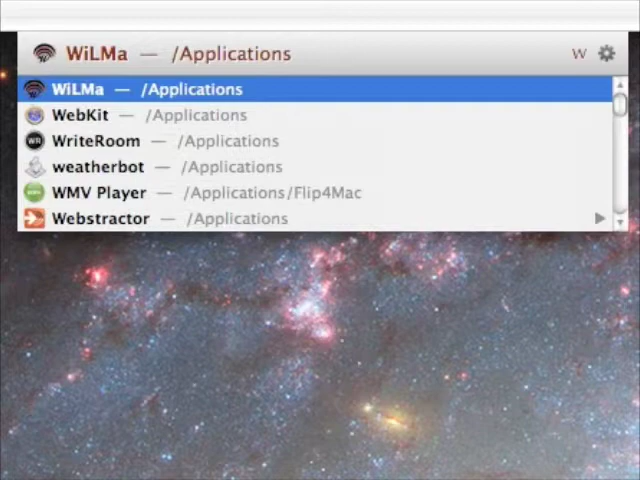 WiLMa — /Applications W
WiLMa — /Applications
WebKit — /Applications
WriteRoom — /Applications
weatherbot — /Applications
WMV Player — /Applications/Flip4Mac
Webstractor — /Applications